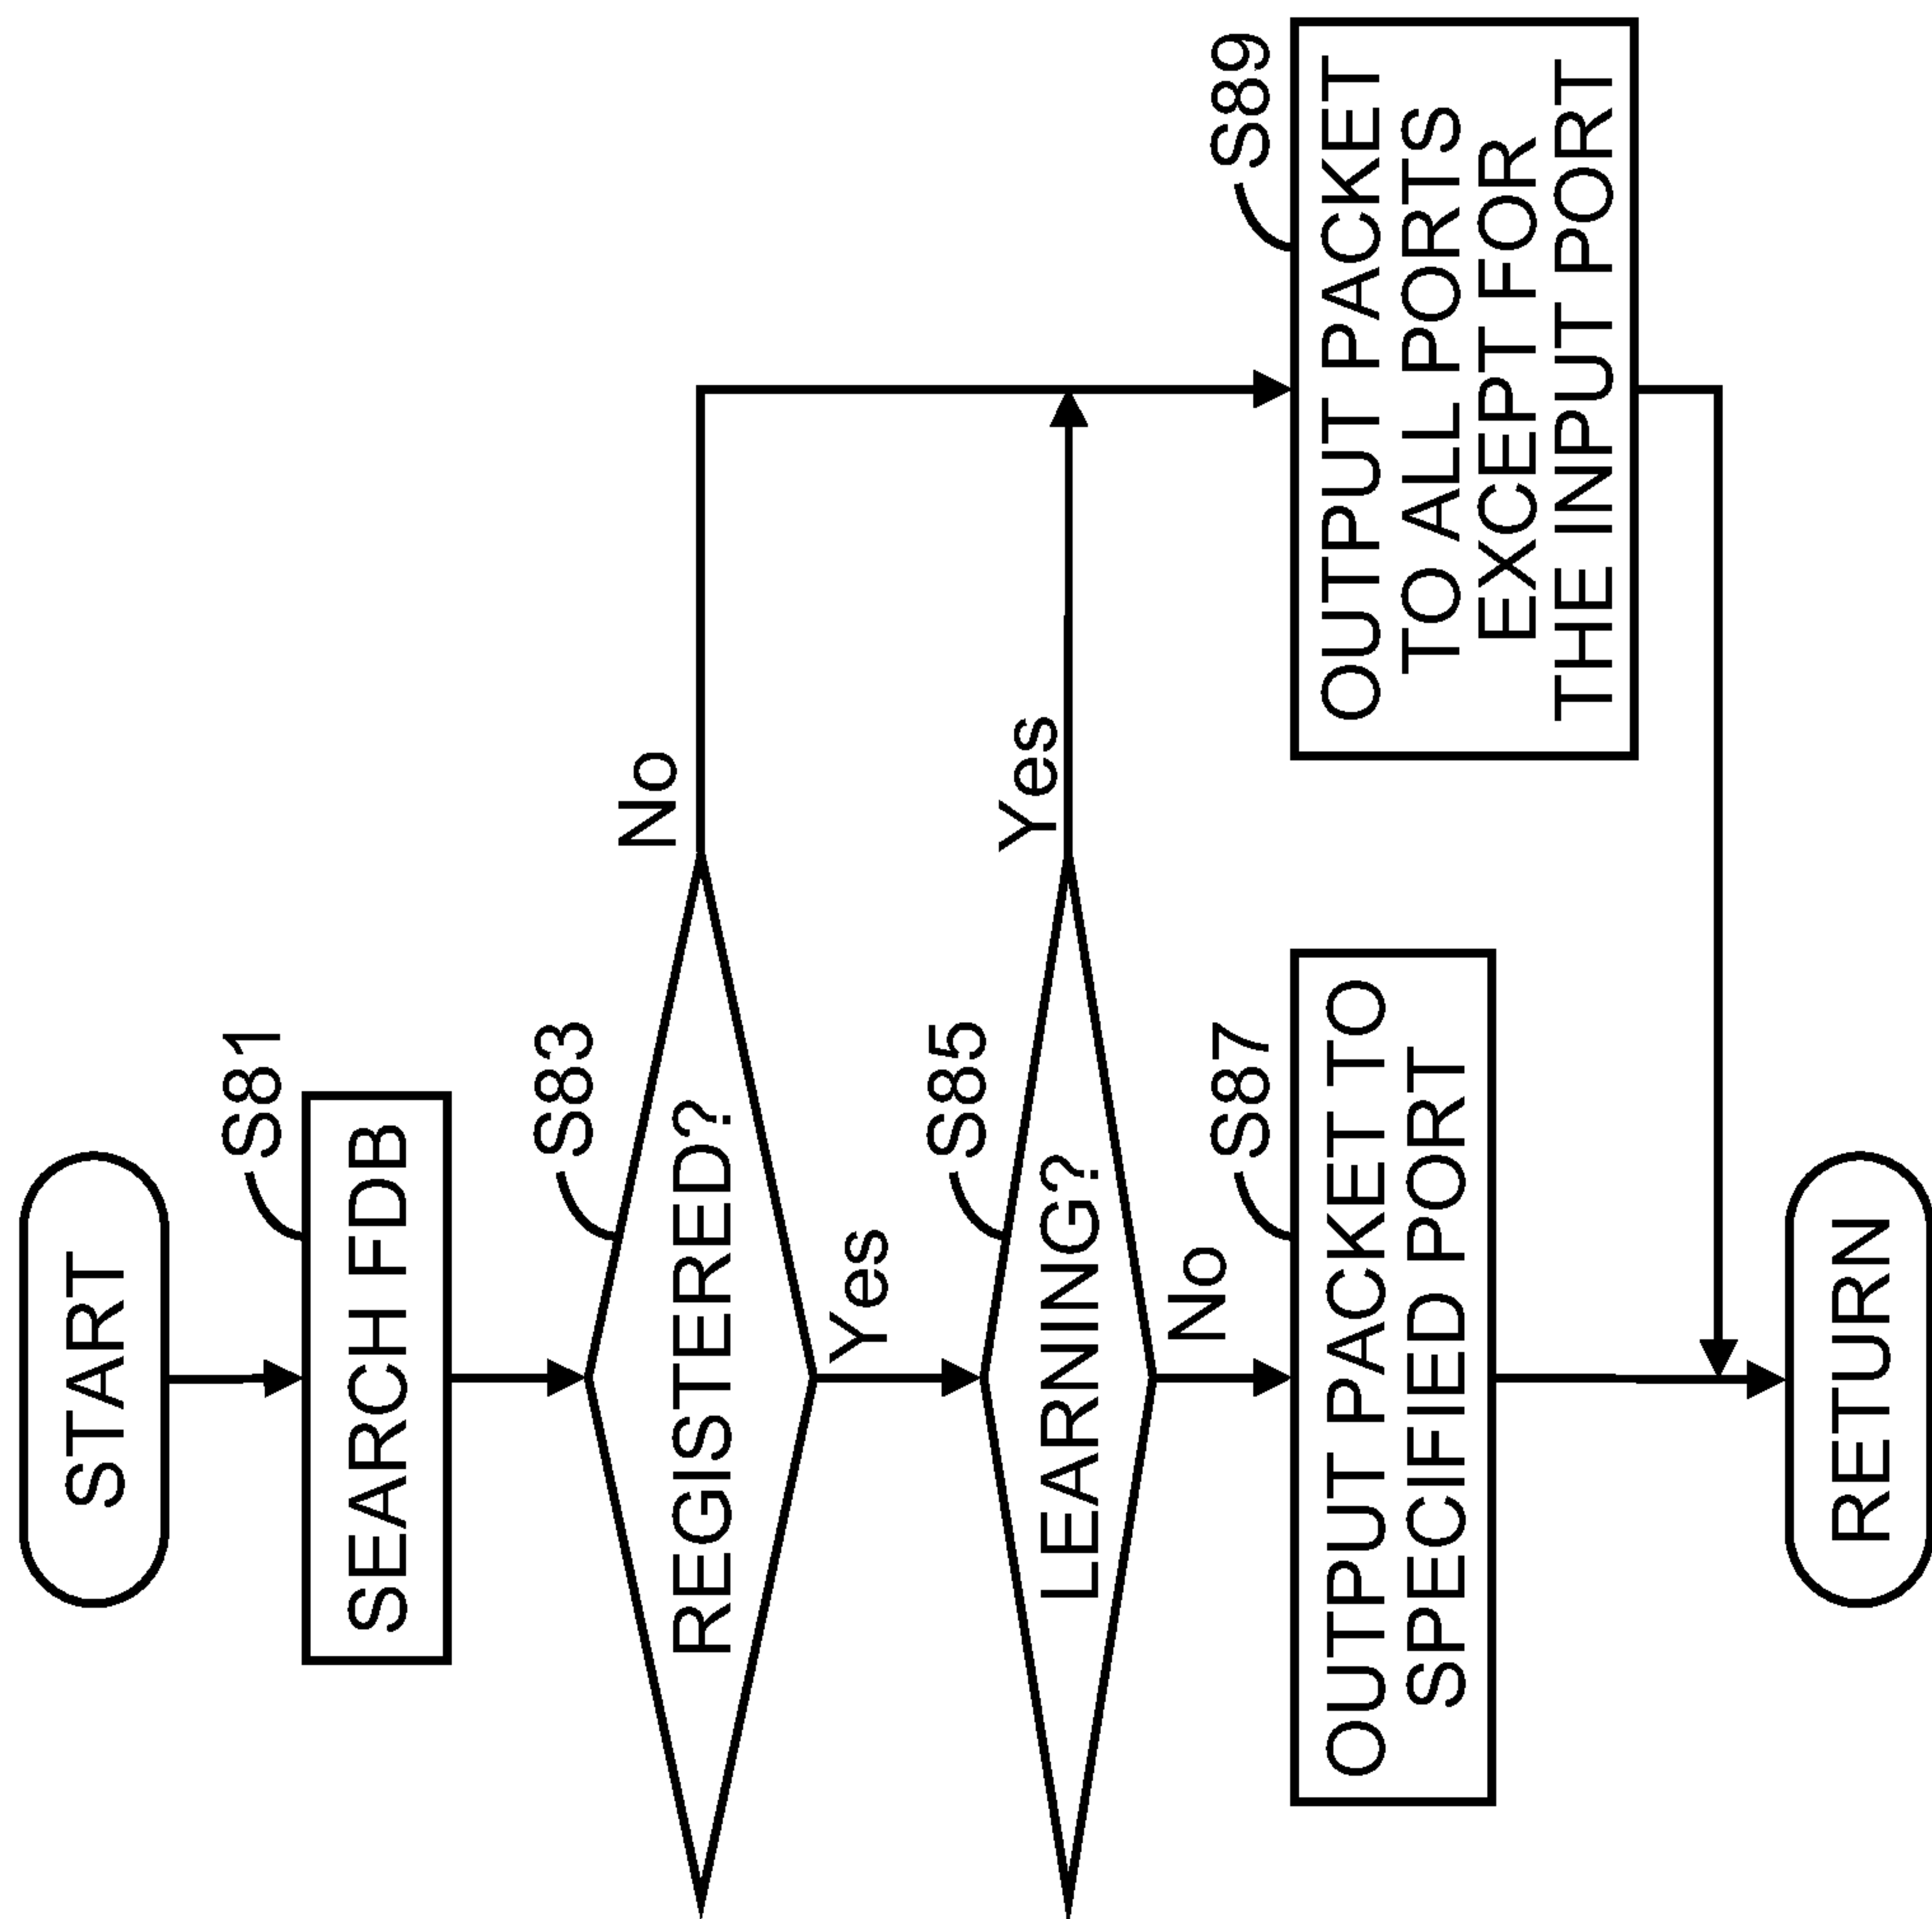 START
S81
SEARCH FDB
S83
REGISTERED?
No
Yes
S85
LEARNING?
Yes
No
S87
OUTPUT PACKET TO
SPECIFIED PORT
S89
OUTPUT PACKET
TO ALL PORTS
EXCEPT FOR
THE INPUT PORT
RETURN